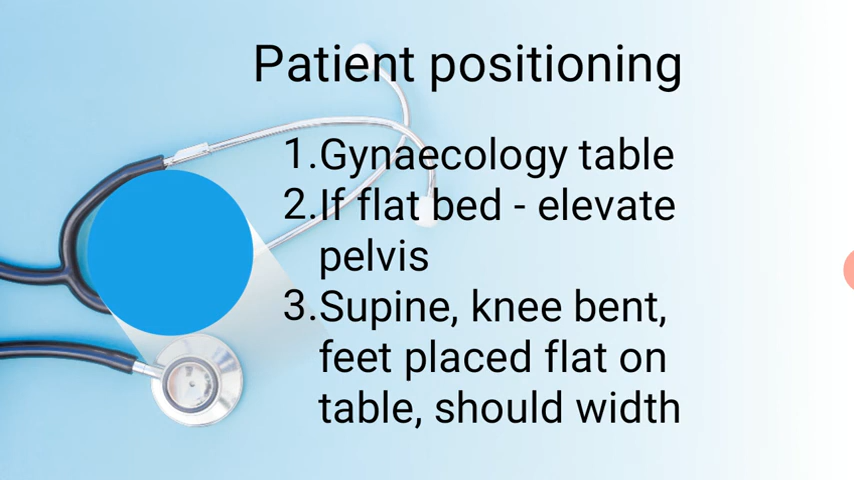 Patient positioning
1.Gynaecology table
2.If flat bed - elevate
pelvis
3.Supine, knee bent,
feet placed flat on
table, should width